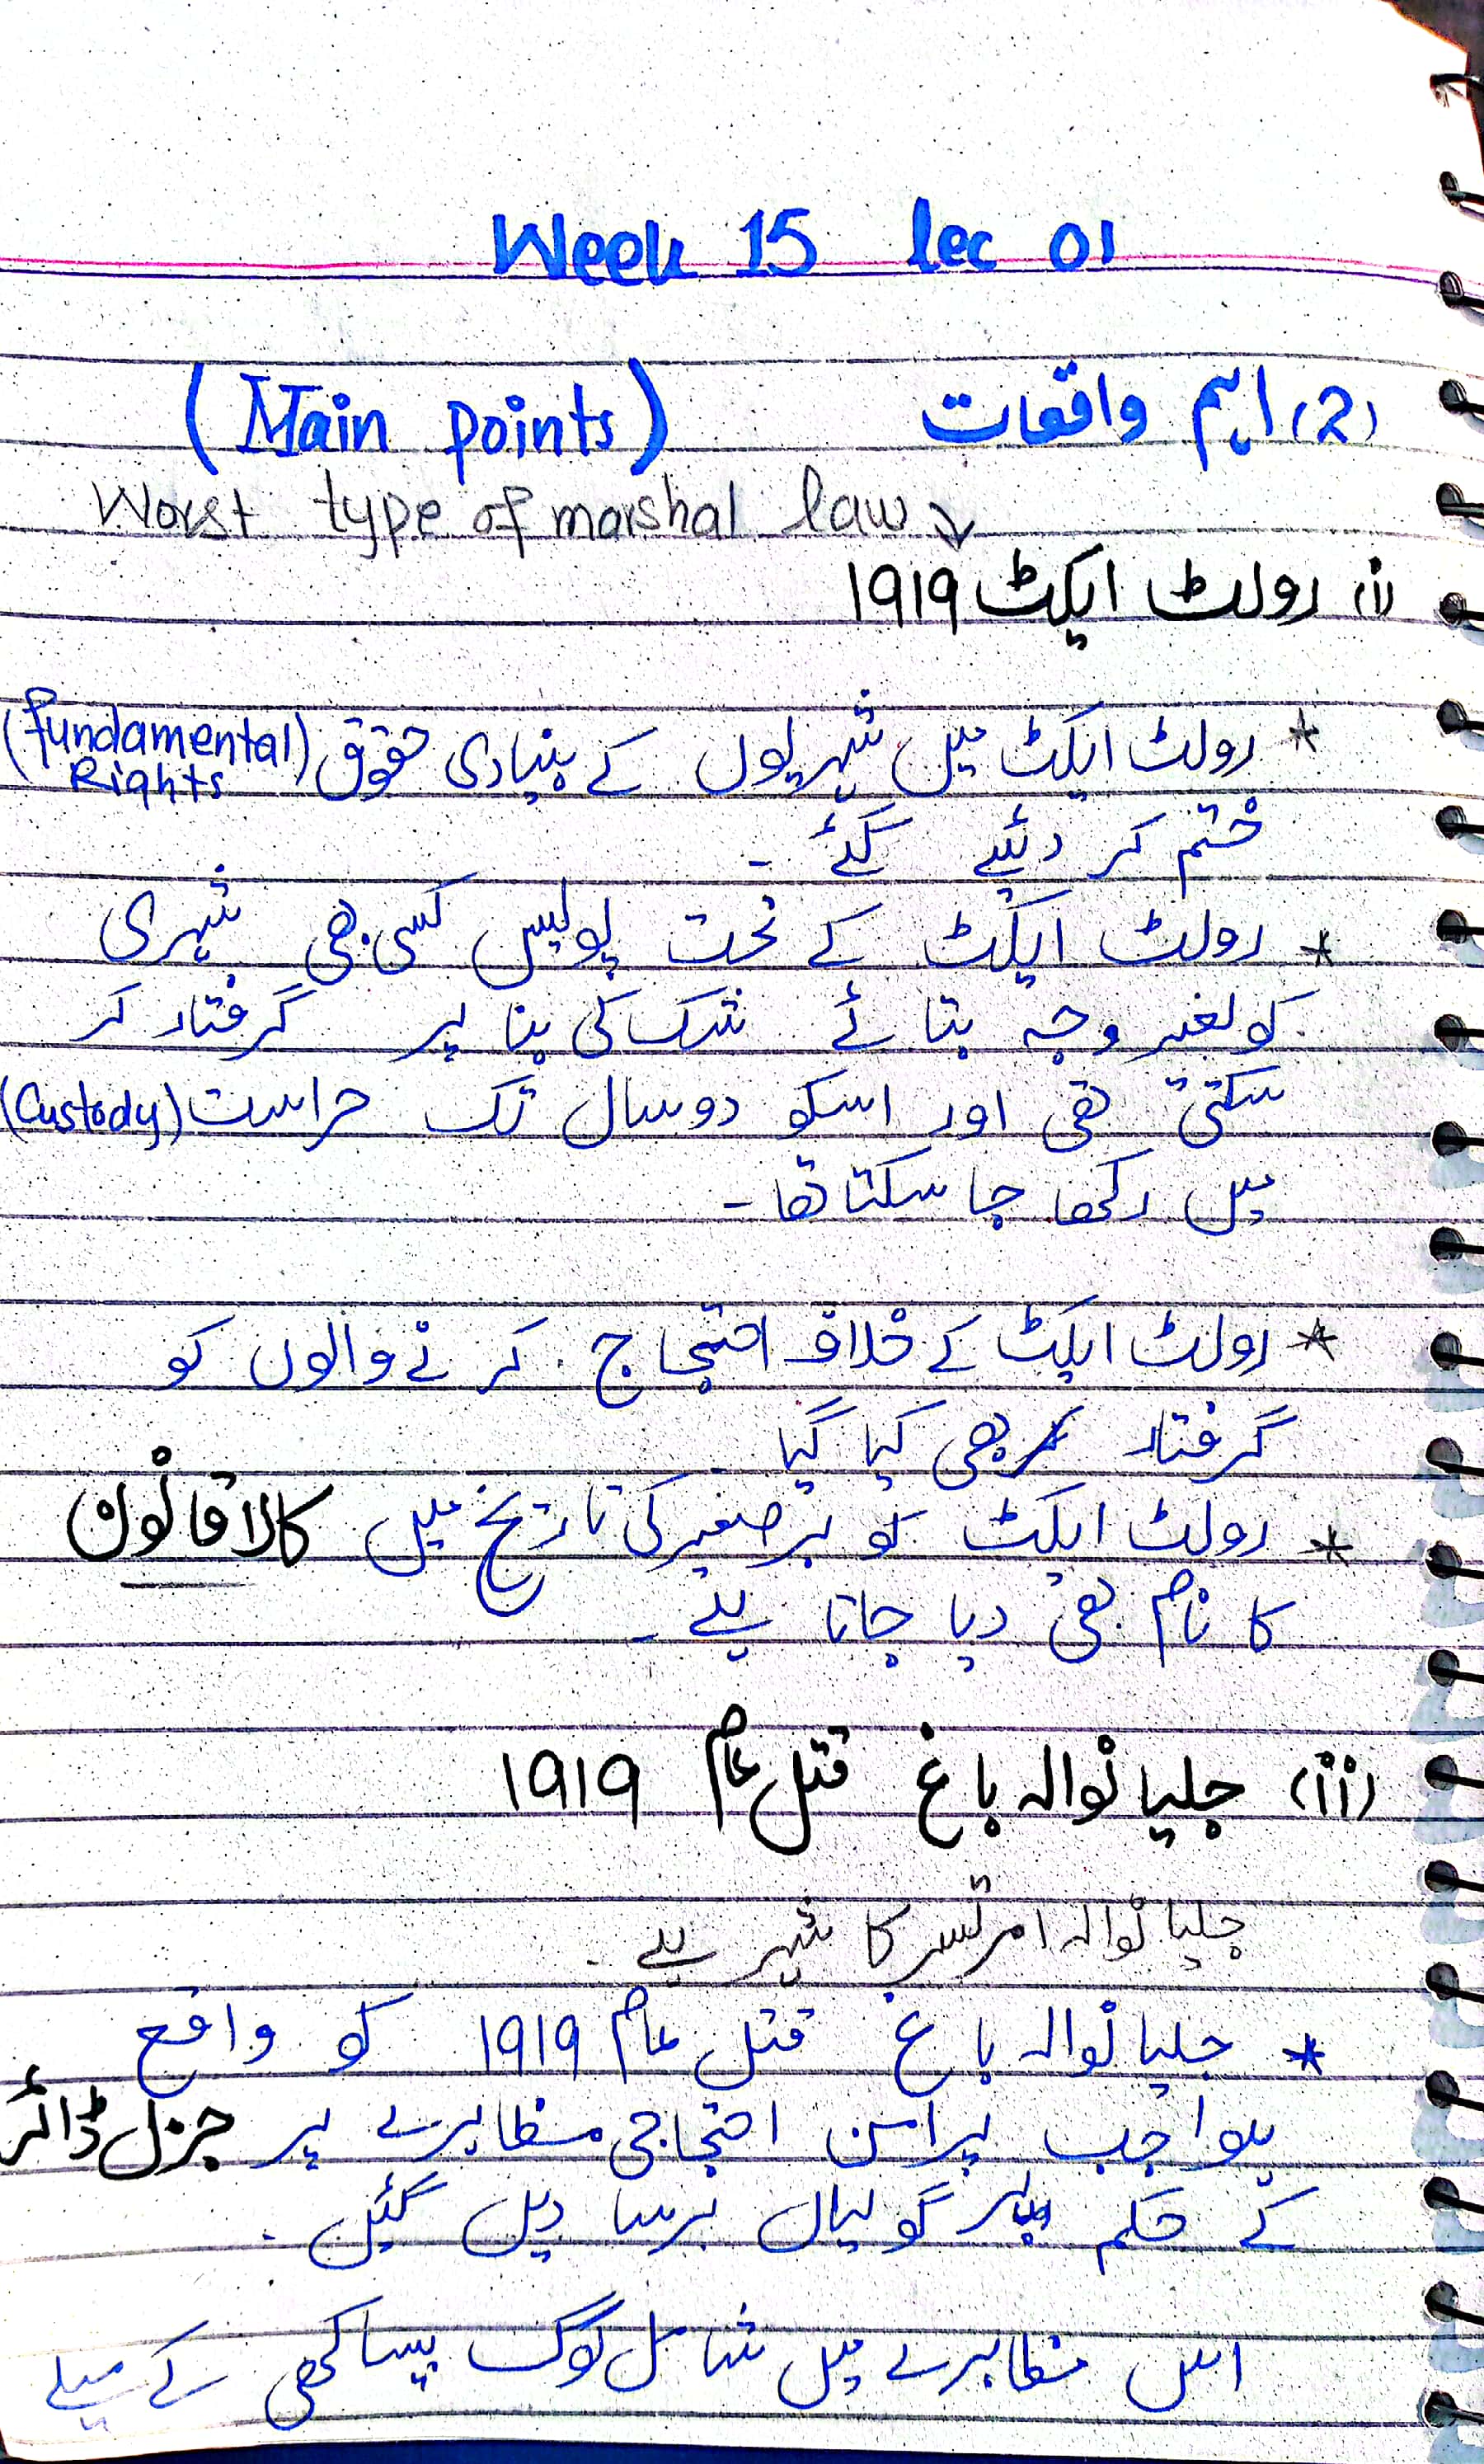 Week 15 lec 01
(2) اہم واقعات (Main points)
Worst type of marshal law
(i) رولٹ ایکٹ 1919
* رولٹ ایکٹ میں شہریوں کے بنیادی حقوق (fundamental Rights)
ختم کر دئیے گئے ۔
* رولٹ ایکٹ کے تحت پولیس کسی بھی شہری
کو بغیر وجہ بتائے شک کی بنا پر گرفتار کر
سکتی تھی اور اسکو دو سال تک حراست (Custody)
میں رکھا جا سکتا تھا ۔
* رولٹ ایکٹ کے خلاف احتجاج کرنے والوں کو
گرفتار بھی کیا گیا ۔
* رولٹ ایکٹ کو برصغیر کی تاریخ میں کالا قانون
کا نام بھی دیا جاتا ہے ۔
(ii) جلیانوالہ باغ قتل عام 1919
جلیانوالہ امرتسر کا شہر ہے ۔
* جلیانوالہ باغ قتل عام 1919 کو واقع
ہوا جب پرامن احتجاجی مظاہرے پر جنرل ڈائر
کے حکم پر گولیاں برسا دیں گئیں ۔
اس مظاہرے میں شامل لوگ بیساکھی کے میلے